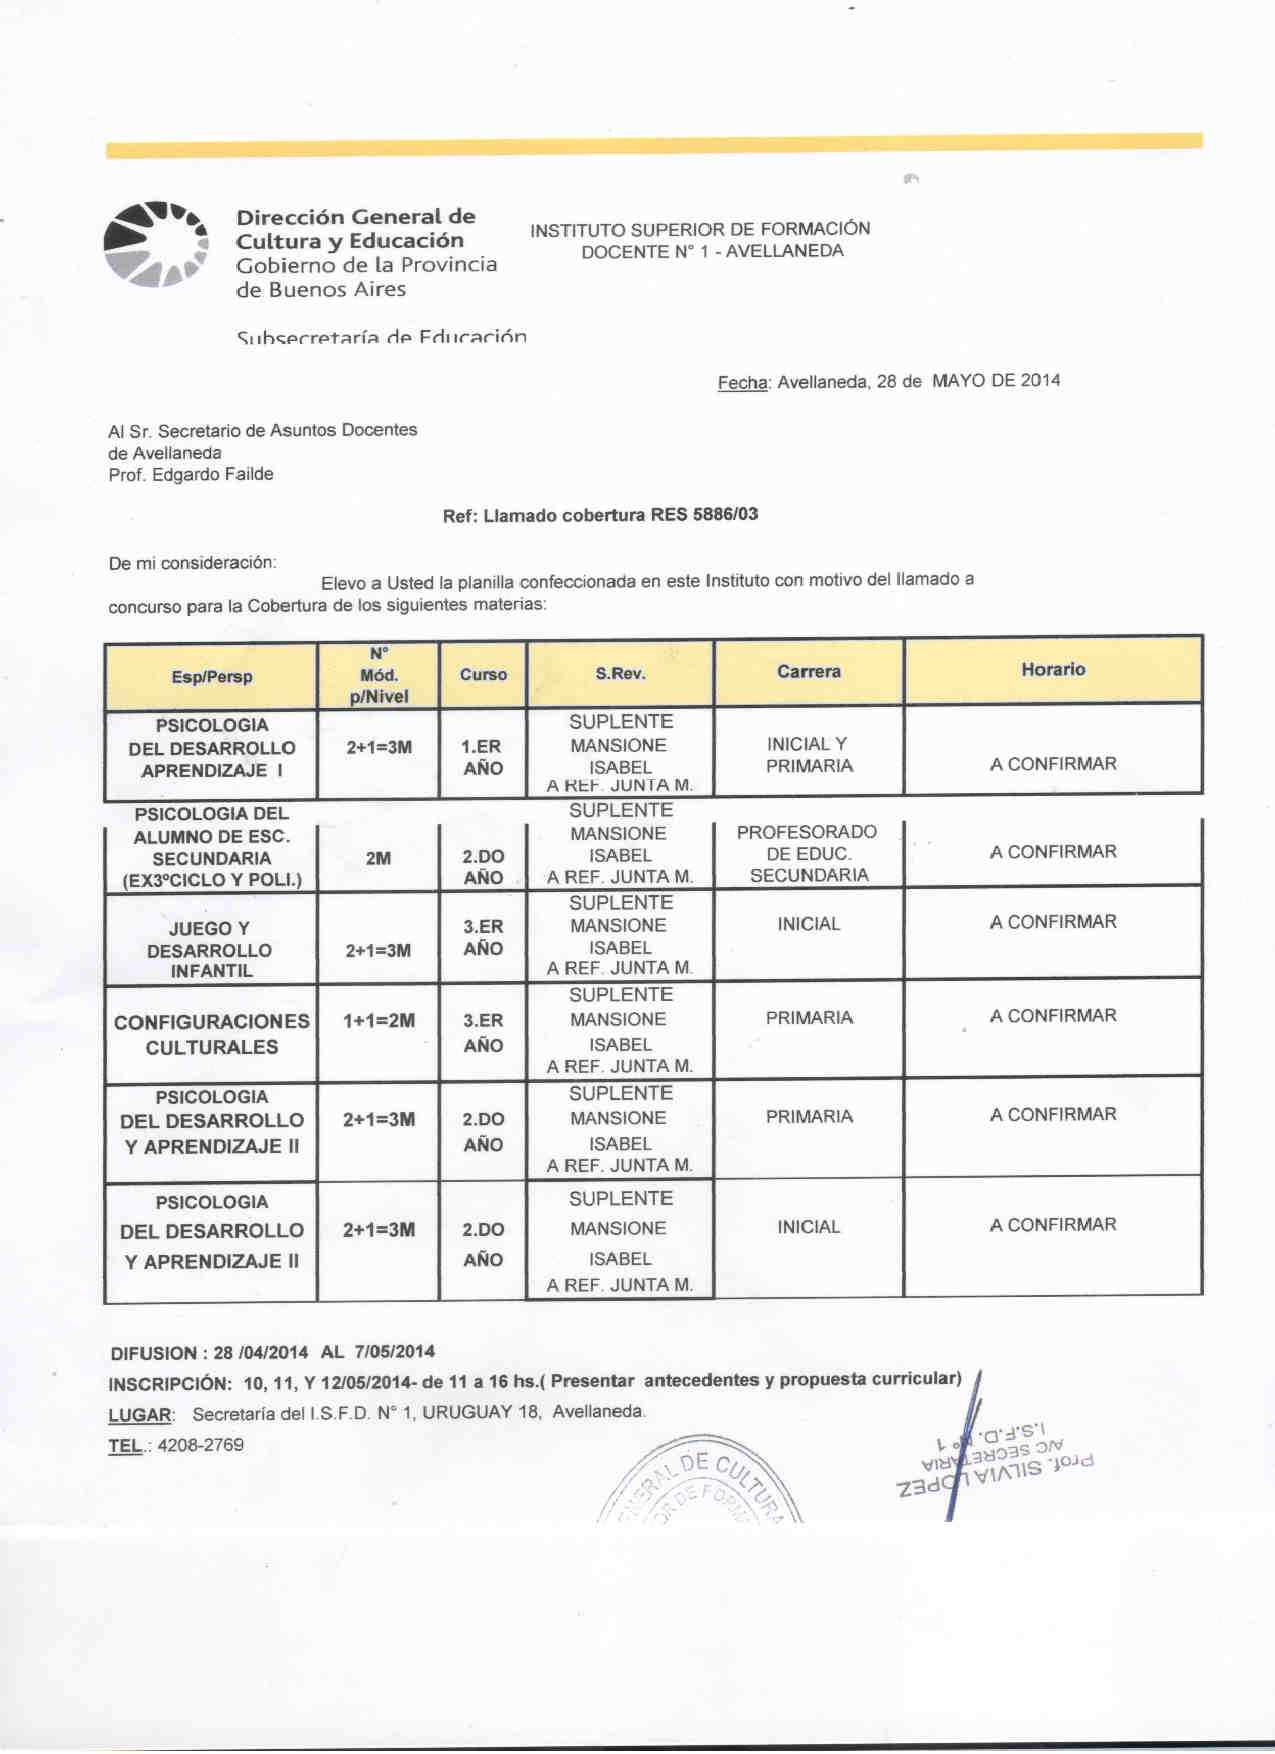 Dirección General de
Cultura y Educación
Gobierno de la Provincia
de Buenos Aires
Subsecretaría de Educación
INSTITUTO SUPERIOR DE FORMACIÓN
DOCENTE N° 1 - AVELLANEDA
Fecha: Avellaneda, 28 de MAYO DE 2014
Al Sr. Secretario de Asuntos Docentes
de Avellaneda
Prof. Edgardo Failde
Ref: Llamado cobertura RES 5886/03
De mi consideración:
Elevo a Usted la planilla confeccionada en este Instituto con motivo del llamado a
concurso para la Cobertura de los siguientes materias:
Esp/Persp
N°
Mód.
p/Nivel
Curso
S.Rev.
Carrera
Horario
PSICOLOGIA
DEL DESARROLLO
APRENDIZAJE I
2+1=3M
1.ER
AÑO
SUPLENTE
MANSIONE
ISABEL
A REF. JUNTA M.
INICIAL Y
PRIMARIA
A CONFIRMAR
PSICOLOGIA DEL
ALUMNO DE ESC.
SECUNDARIA
(EX3ºCICLO Y POLI.)
2M
2.DO
AÑO
SUPLENTE
MANSIONE
ISABEL
A REF. JUNTA M.
PROFESORADO
DE EDUC.
SECUNDARIA
A CONFIRMAR
JUEGO Y
DESARROLLO
INFANTIL
2+1=3M
3.ER
AÑO
SUPLENTE
MANSIONE
ISABEL
A REF. JUNTA M.
INICIAL
A CONFIRMAR
CONFIGURACIONES
CULTURALES
1+1=2M
3.ER
AÑO
SUPLENTE
MANSIONE
ISABEL
A REF. JUNTA M.
PRIMARIA
A CONFIRMAR
PSICOLOGIA
DEL DESARROLLO
Y APRENDIZAJE II
2+1=3M
2.DO
AÑO
SUPLENTE
MANSIONE
ISABEL
A REF. JUNTA M.
PRIMARIA
A CONFIRMAR
PSICOLOGIA
DEL DESARROLLO
Y APRENDIZAJE II
2+1=3M
2.DO
AÑO
SUPLENTE
MANSIONE
ISABEL
A REF. JUNTA M.
INICIAL
A CONFIRMAR
DIFUSION : 28 /04/2014 AL 7/05/2014
INSCRIPCIÓN: 10, 11, Y 12/05/2014- de 11 a 16 hs.( Presentar antecedentes y propuesta curricular)
LUGAR: Secretaría del I.S.F.D. N° 1, URUGUAY 18, Avellaneda.
TEL.: 4208-2769
DE CULTURA
DE
Prof. SILVIA LOPEZ
A/C SECRETARIA
I.S.F.D. Nº 1